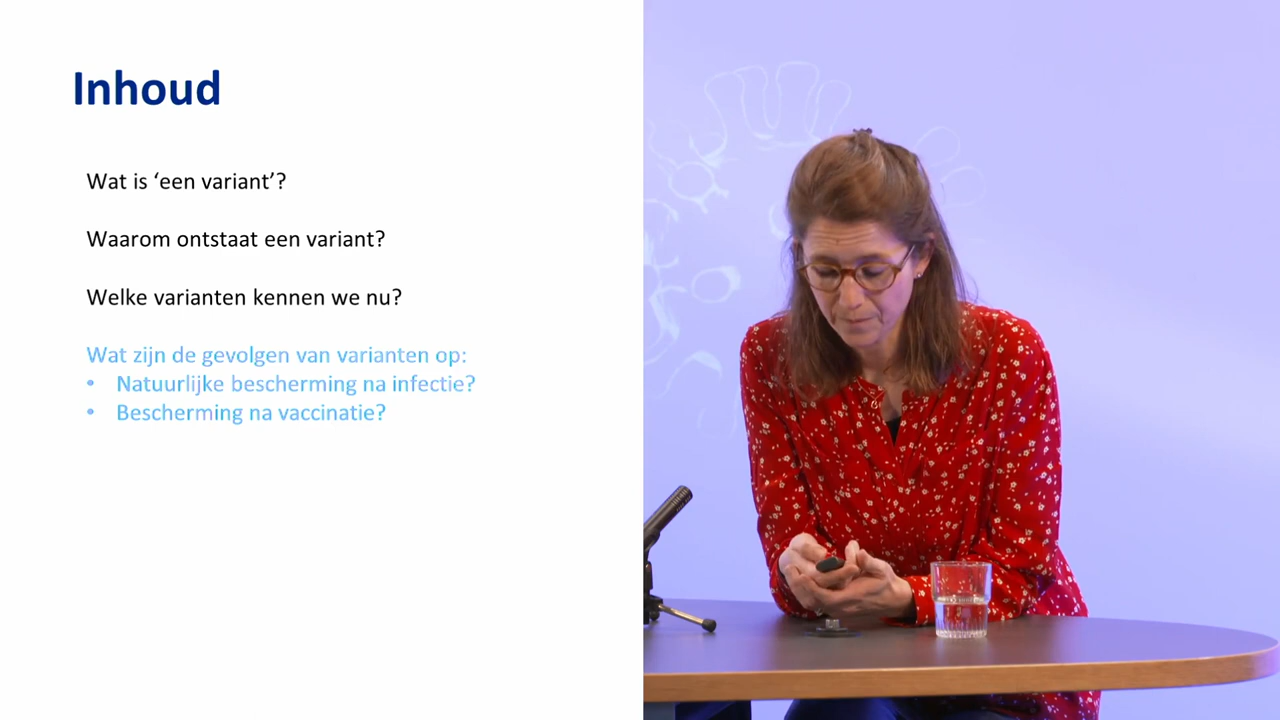 Inhoud
Wat is ‘een variant’?
Waarom ontstaat een variant?
Welke varianten kennen we nu?
Wat zijn de gevolgen van varianten op:
• Natuurlijke bescherming na infectie?
• Bescherming na vaccinatie?